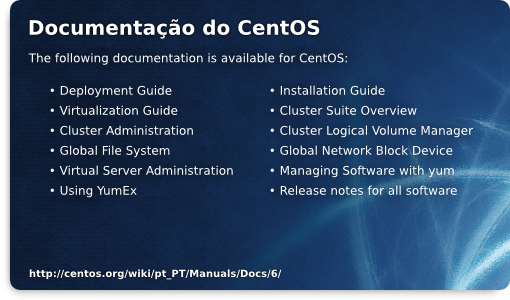 Documentação do CentOS
The following documentation is available for CentOS:
• Deployment Guide
• Virtualization Guide
• Cluster Administration
• Global File System
• Virtual Server Administration
• Using YumEx
• Installation Guide
• Cluster Suite Overview
• Cluster Logical Volume Manager
• Global Network Block Device
• Managing Software with yum
• Release notes for all software
http://centos.org/wiki/pt_PT/Manuals/Docs/6/